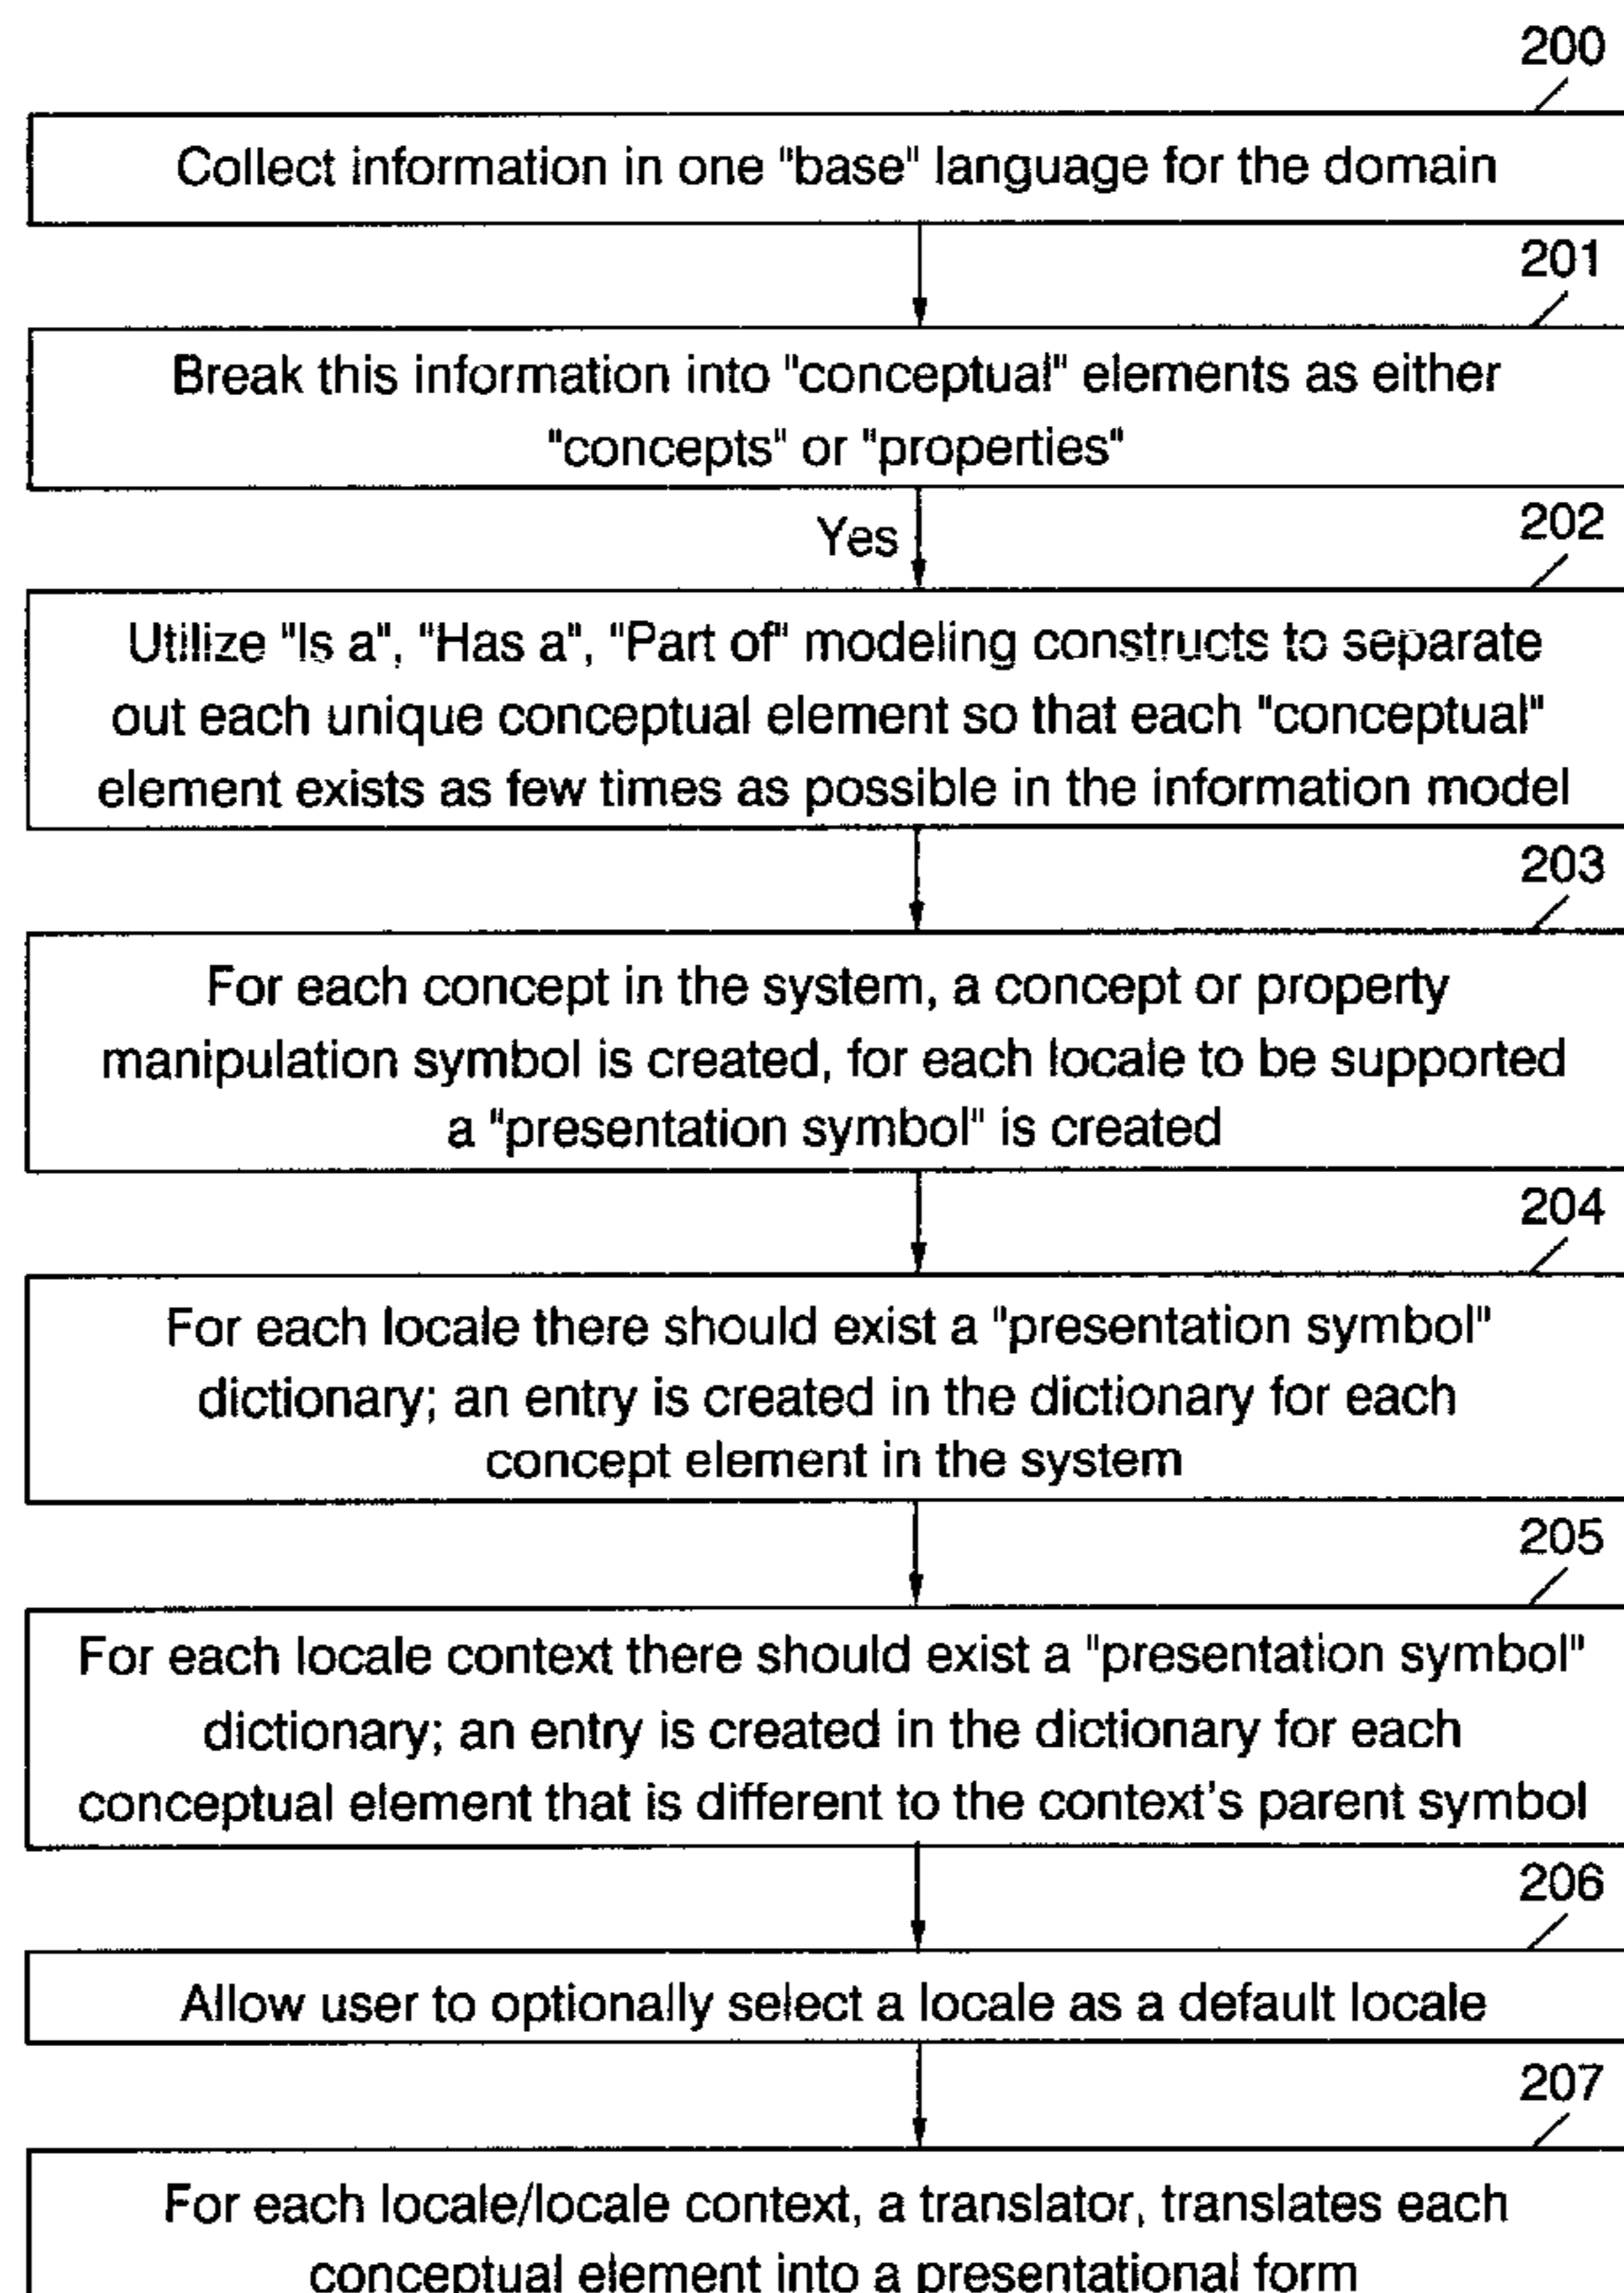 200
Collect information in one "base" language for the domain
201
Break this information into "conceptual" elements as either
"concepts" or "properties"
Yes
202
Utilize "Is a", "Has a", "Part of" modeling constructs to separate
out each unique conceptual element so that each "conceptual"
element exists as few times as possible in the information model
203
For each concept in the system, a concept or property
manipulation symbol is created, for each locale to be supported
a "presentation symbol" is created
204
For each locale there should exist a "presentation symbol"
dictionary; an entry is created in the dictionary for each
concept element in the system
205
For each locale context there should exist a "presentation symbol"
dictionary; an entry is created in the dictionary for each
conceptual element that is different to the context's parent symbol
206
Allow user to optionally select a locale as a default locale
207
For each locale/locale context, a translator, translates each
conceptual element into a presentational form